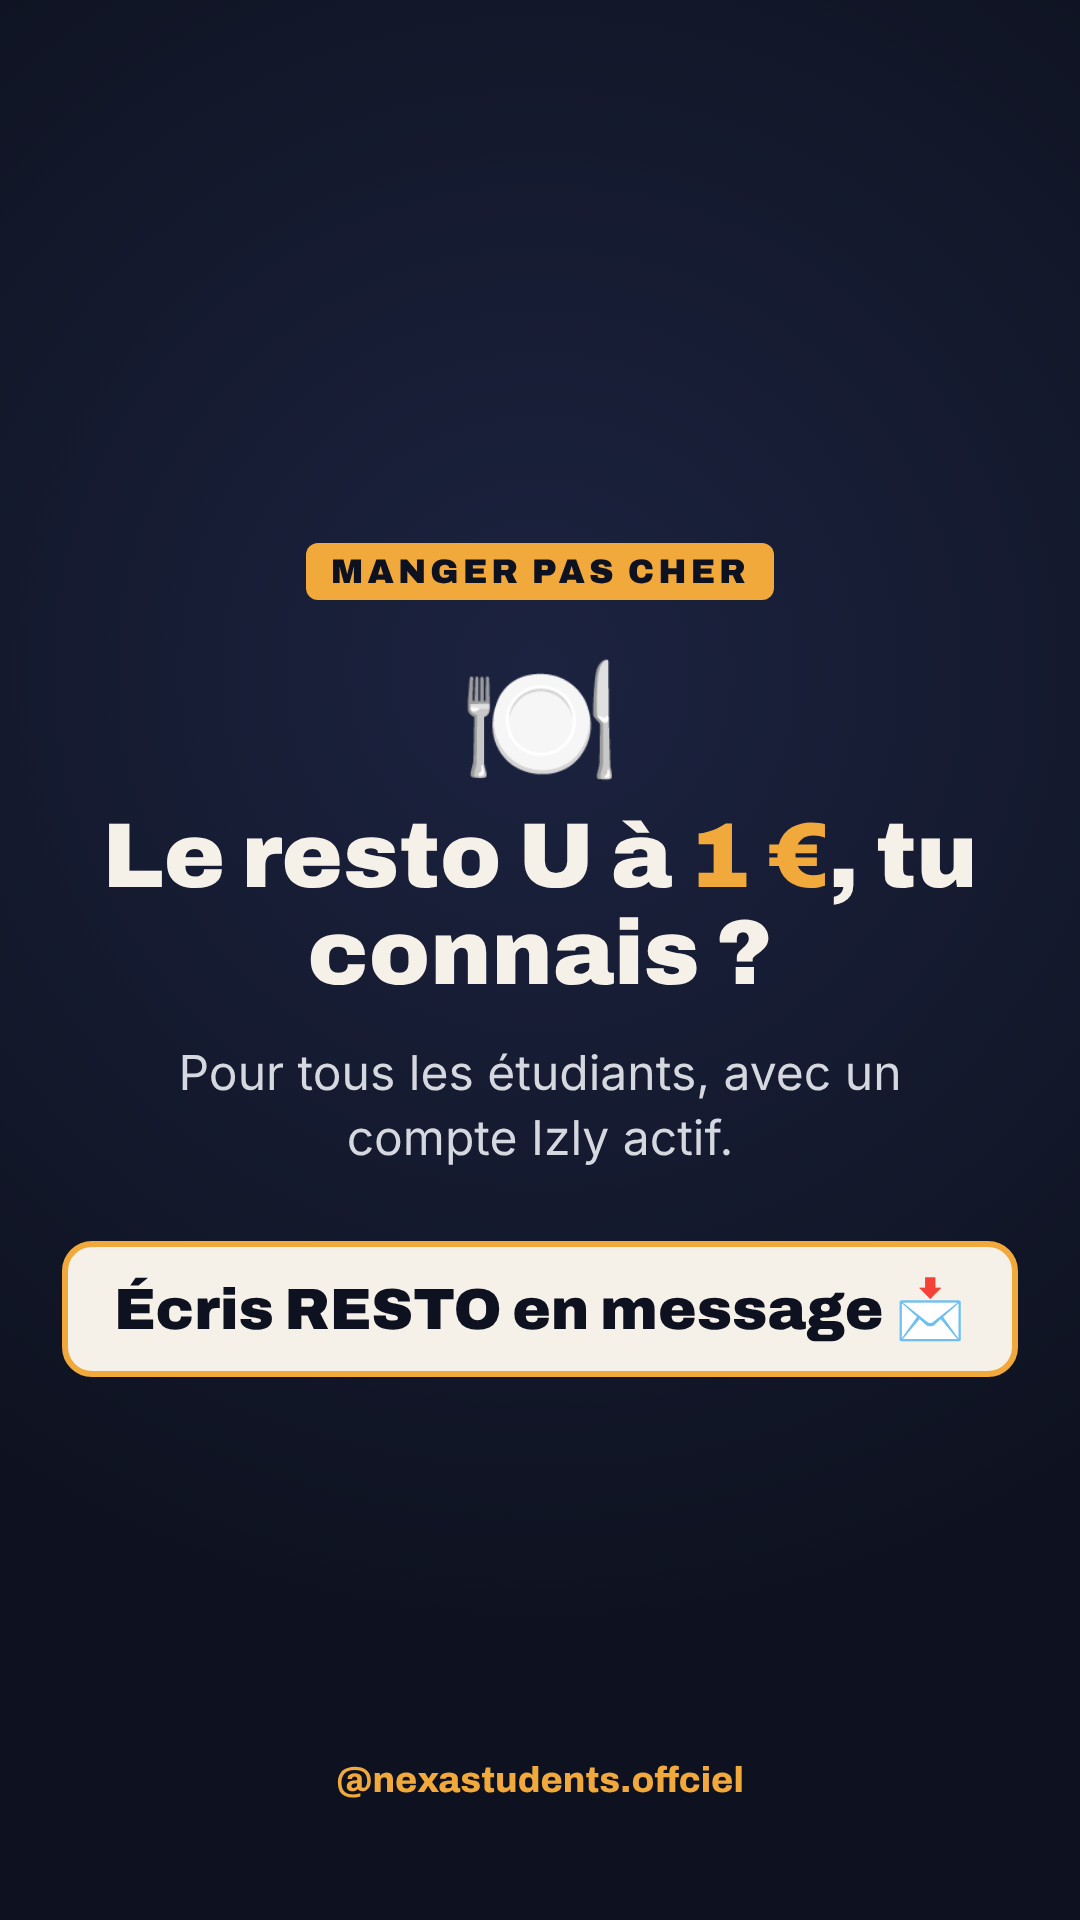 MANGER PAS CHER
Le resto U à 1 €, tu
connais ?
Pour tous les étudiants, avec un
compte Izly actif.
Écris RESTO en message
@nexastudents.offciel